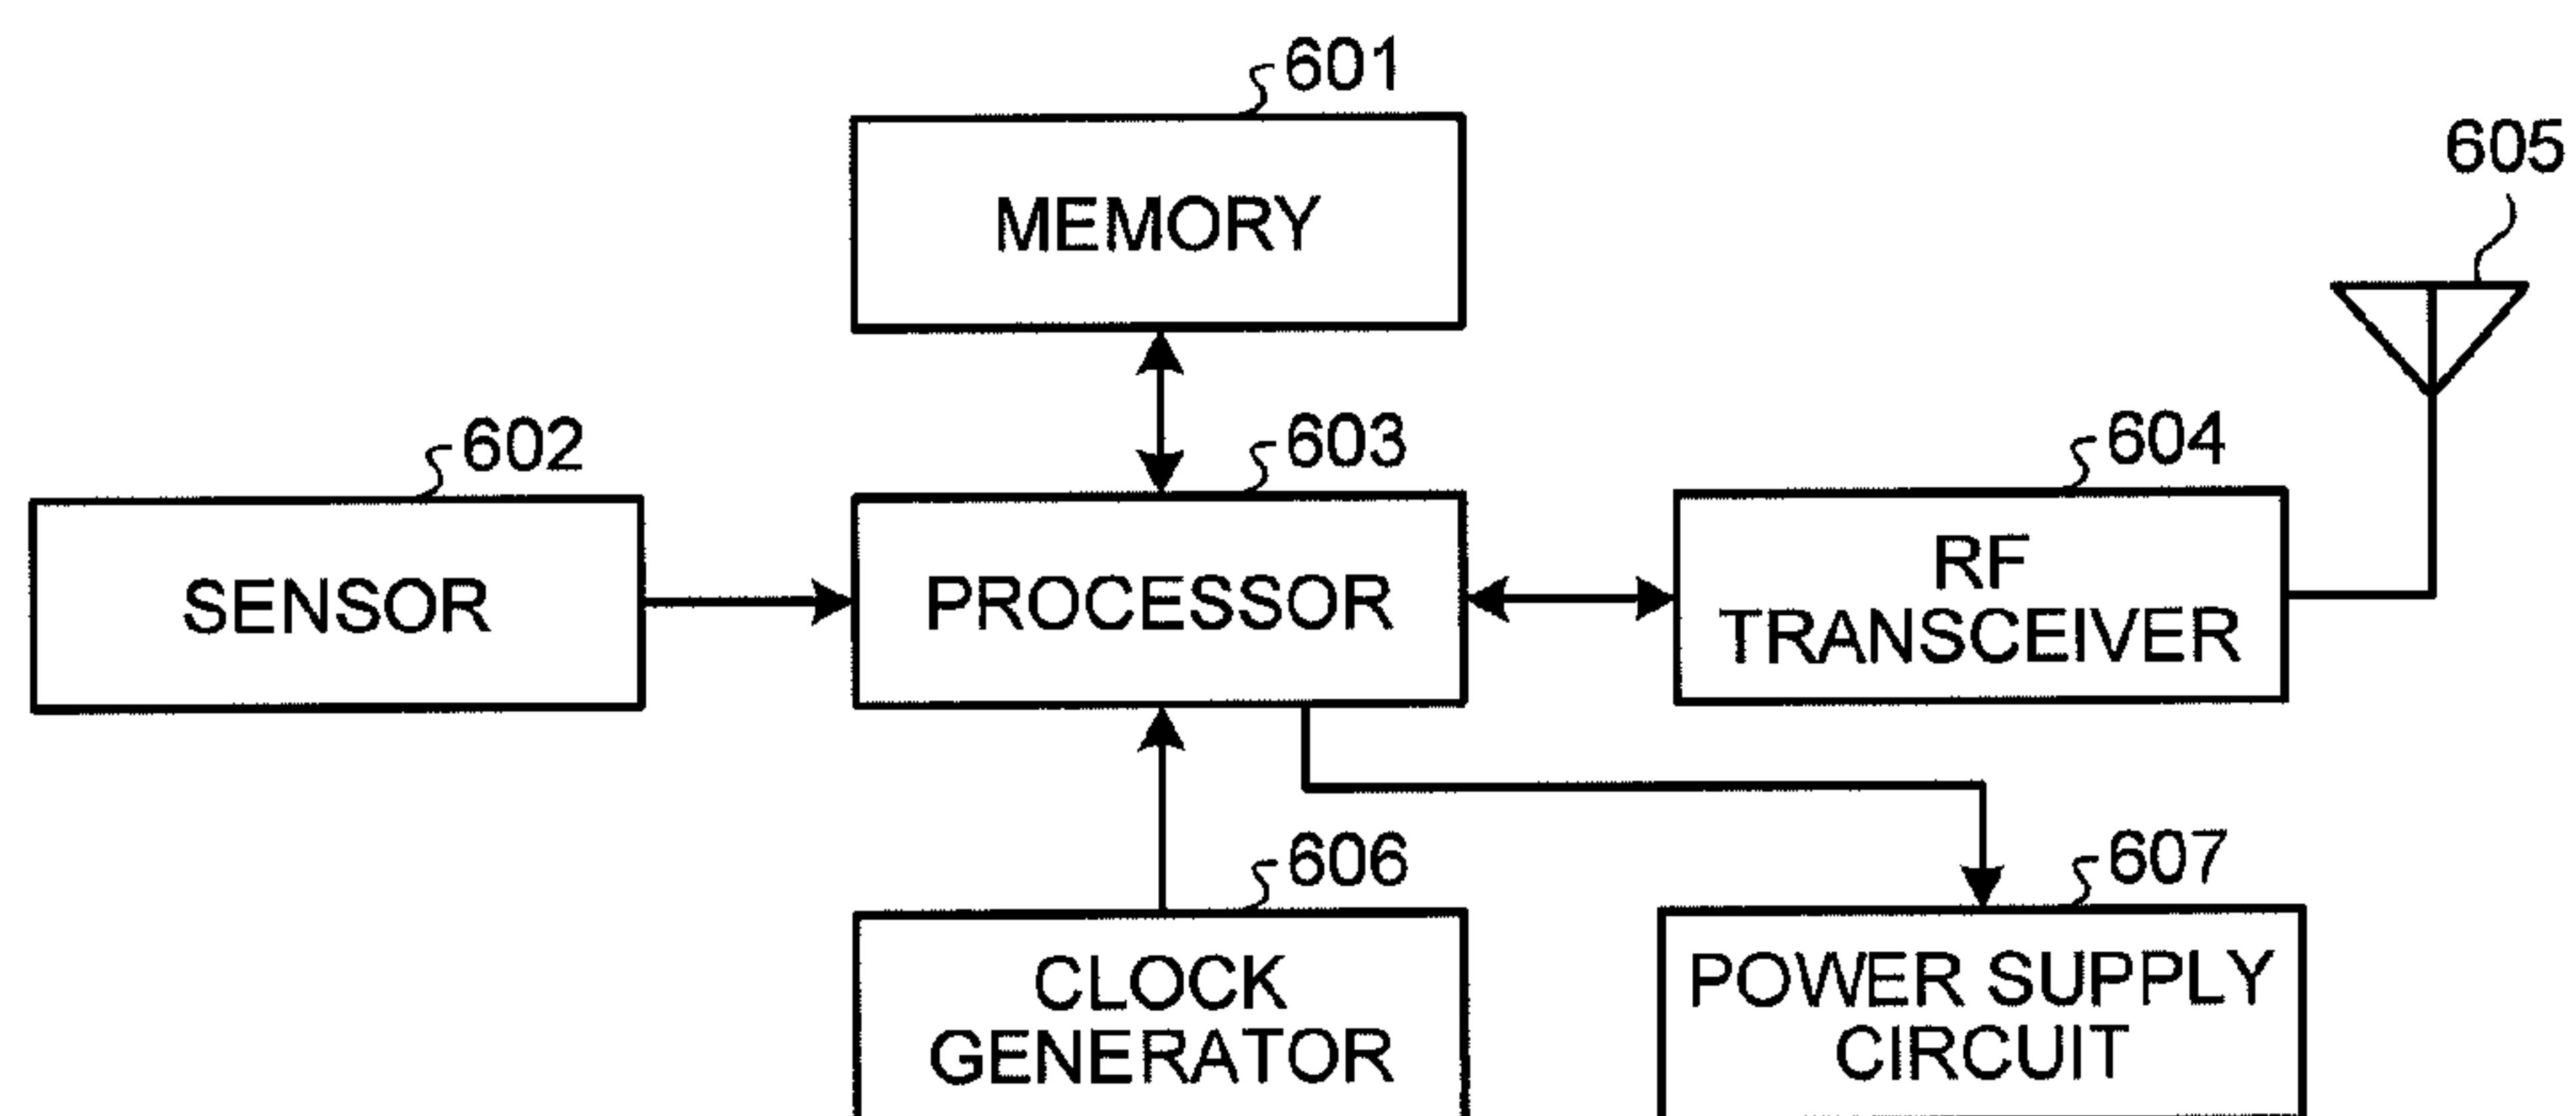 601
MEMORY
605
602
SENSOR
603
PROCESSOR
604
RF
TRANSCEIVER
606
CLOCK
GENERATOR
607
POWER SUPPLY
CIRCUIT